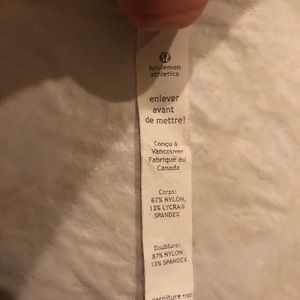 lululemon
athletica
enlever
avant
de mettre!
Conçu à
Vancouver
Fabriqué au
Canada
Corps:
87% NYLON,
13% LYCRA®
SPANDEX
Doublure:
87% NYLON,
13% SPANDEX